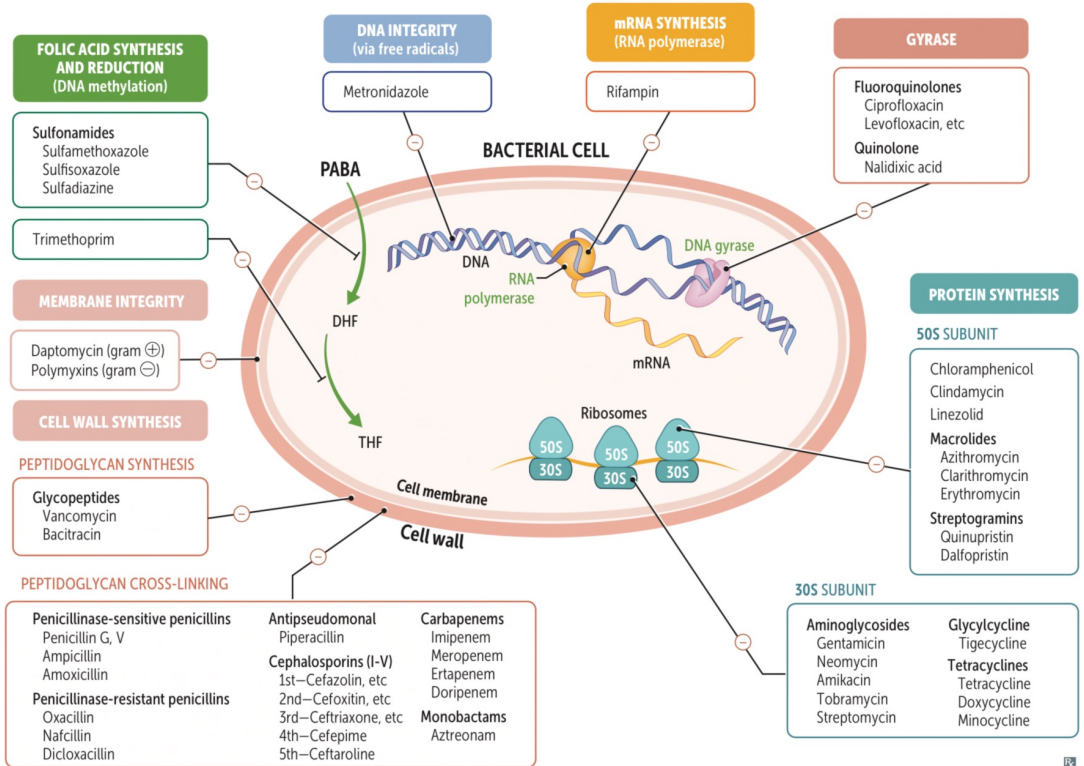 FOLIC ACID SYNTHESIS
AND REDUCTION
(DNA methylation)
Sulfonamides
Sulfamethoxazole
Sulfisoxazole
Sulfadiazine
Trimethoprim
DNA INTEGRITY
(via free radicals)
Metronidazole
mRNA SYNTHESIS
(RNA polymerase)
Rifampin
GYRASE
Fluoroquinolones
Ciprofloxacin
Levofloxacin, etc
Quinolone
Nalidixic acid
BACTERIAL CELL
PABA
DHF
THF
DNA
RNA
polymerase
DNA gyrase
mRNA
Ribosomes
50S
30S
50S
30S
50S
30S
Cell membrane
Cell wall
MEMBRANE INTEGRITY
Daptomycin (gram ⊕)
Polymyxins (gram ⊖)
CELL WALL SYNTHESIS
PEPTIDOGLYCAN SYNTHESIS
Glycopeptides
Vancomycin
Bacitracin
PEPTIDOGLYCAN CROSS-LINKING
Penicillinase-sensitive penicillins
Penicillin G, V
Ampicillin
Amoxicillin
Penicillinase-resistant penicillins
Oxacillin
Nafcillin
Dicloxacillin
Antipseudomonal
Piperacillin
Cephalosporins (I-V)
1st—Cefazolin, etc
2nd—Cefoxitin, etc
3rd—Ceftriaxone, etc
4th—Cefepime
5th—Ceftaroline
Carbapenems
Imipenem
Meropenem
Ertapenem
Doripenem
Monobactams
Aztreonam
PROTEIN SYNTHESIS
50S SUBUNIT
Chloramphenicol
Clindamycin
Linezolid
Macrolides
Azithromycin
Clarithromycin
Erythromycin
Streptogramins
Quinupristin
Dalfopristin
30S SUBUNIT
Aminoglycosides
Gentamicin
Neomycin
Amikacin
Tobramycin
Streptomycin
Glycylcycline
Tigecycline
Tetracyclines
Tetracycline
Doxycycline
Minocycline
℞